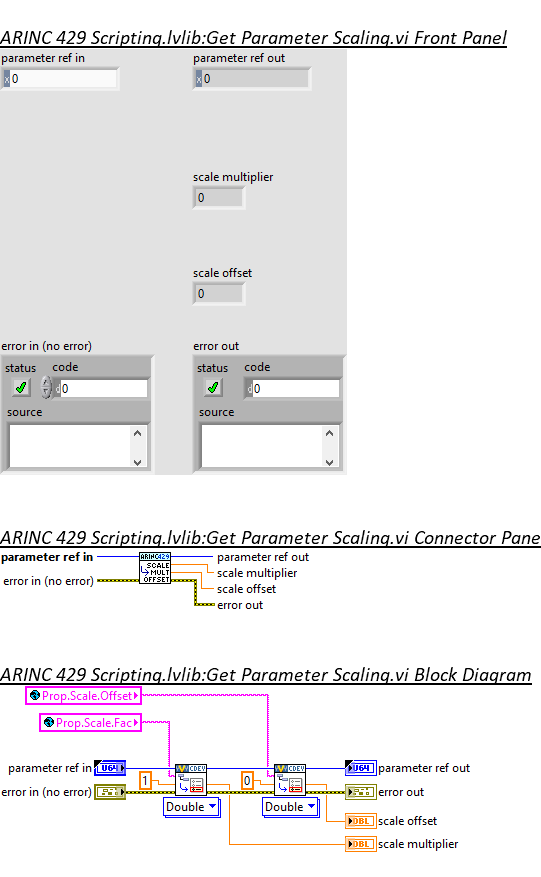 ARINC 429 Scripting.lvlib:Get Parameter Scaling.vi Front Panel
parameter ref in parameter ref out
x 0 x 0
scale multiplier
0
scale offset
0
error in (no error) error out
status code status code
d 0 d 0
source source
ARINC 429 Scripting.lvlib:Get Parameter Scaling.vi Connector Pane
parameter ref in ARINC429 parameter ref out
SCALE scale multiplier
MULT
error in (no error) OFFSET scale offset
error out
ARINC 429 Scripting.lvlib:Get Parameter Scaling.vi Block Diagram
Prop.Scale.Offset
Prop.Scale.Fac
parameter ref in U64 CDEV CDEV U64 parameter ref out
1 0
error in (no error) error out
Double Double
DBL scale offset
DBL scale multiplier